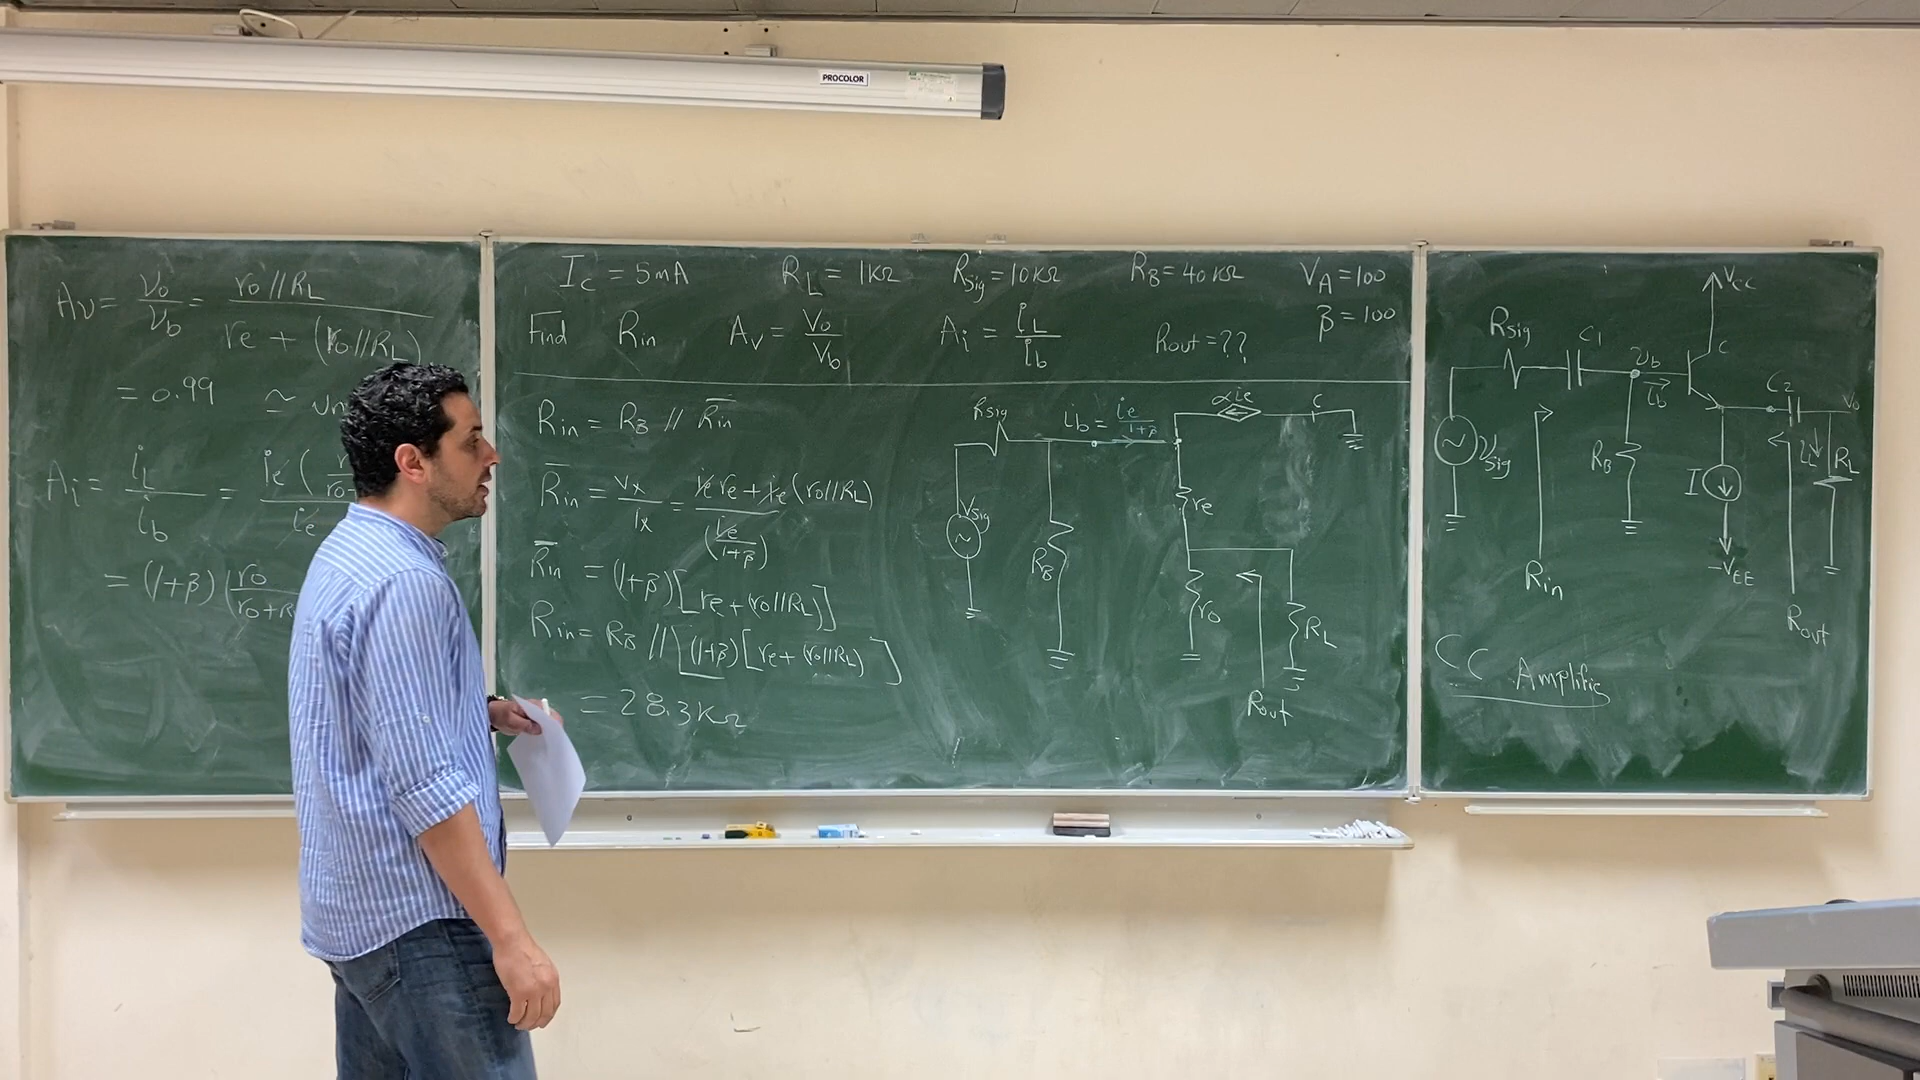 PROCOLOR
Av = vo/vb = ro//RL / re + (ro//RL)
= 0.99 ≃
Ai = iL/ib = ie ( / ie
= (1+β) (ro/ro+R
Ic = 5mA RL = 1kΩ Rsig = 10kΩ RB = 40kΩ VA = 100
β = 100
Find Rin Av = Vo/Vb Ai = iL/ib Rout = ??
Rin = RB // R̅in
R̅in = Vx/Ix = ie re + ie (ro//RL) / (ie/1+β)
R̅in = (1+β)[re + (ro//RL)]
Rin = RB // [(1+β)[re + (ro//RL)]
= 28.3kΩ
Rsig
ib = ie/1+β
αie
C
Vsig
RB
re
ro
RL
Rout
VCC
Rsig
C1
vb
ib
C
C2
Vo
vsig
RB
I
iL
RL
-VEE
Rin
Rout
CC Amplifie